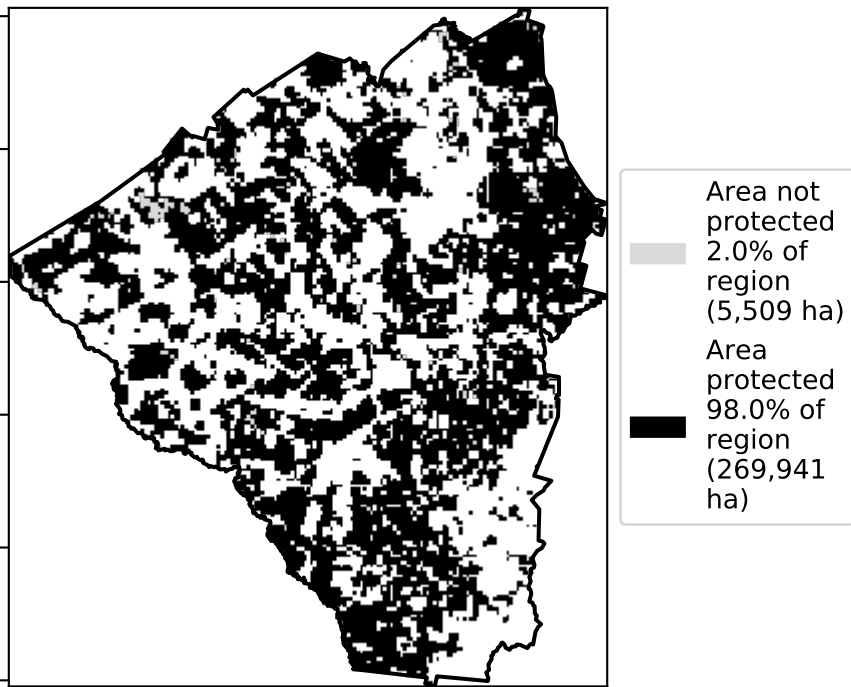 Area not
protected
2.0% of
region
(5,509 ha)
Area
protected
98.0% of
region
(269,941
ha)